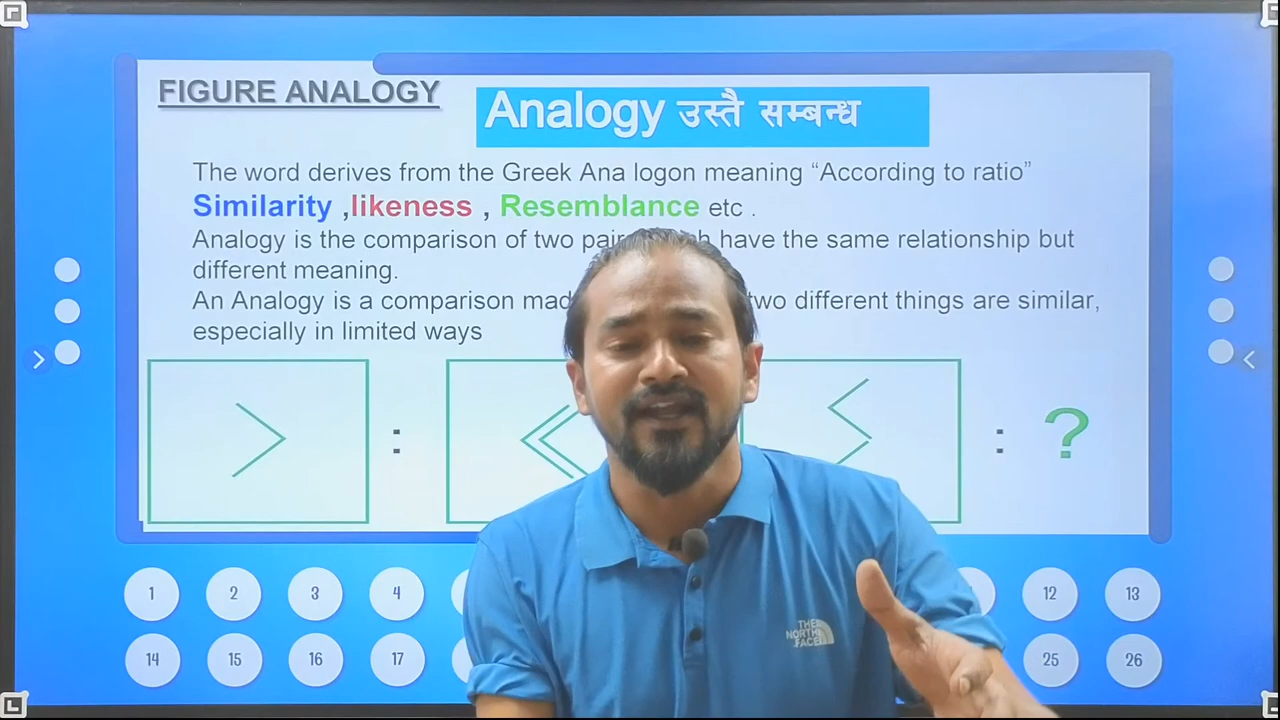 FIGURE ANALOGY
Analogy उस्तै सम्बन्ध
The word derives from the Greek Ana logon meaning “According to ratio”
Similarity ,likeness , Resemblance etc .
Analogy is the comparison of two have the same relationship but
different meaning.
An Analogy is a comparison two different things are similar,
especially in limited ways
: : ?
1 2 3 4 12 13
14 15 16 17 25 26
THE
NORTH
FACE